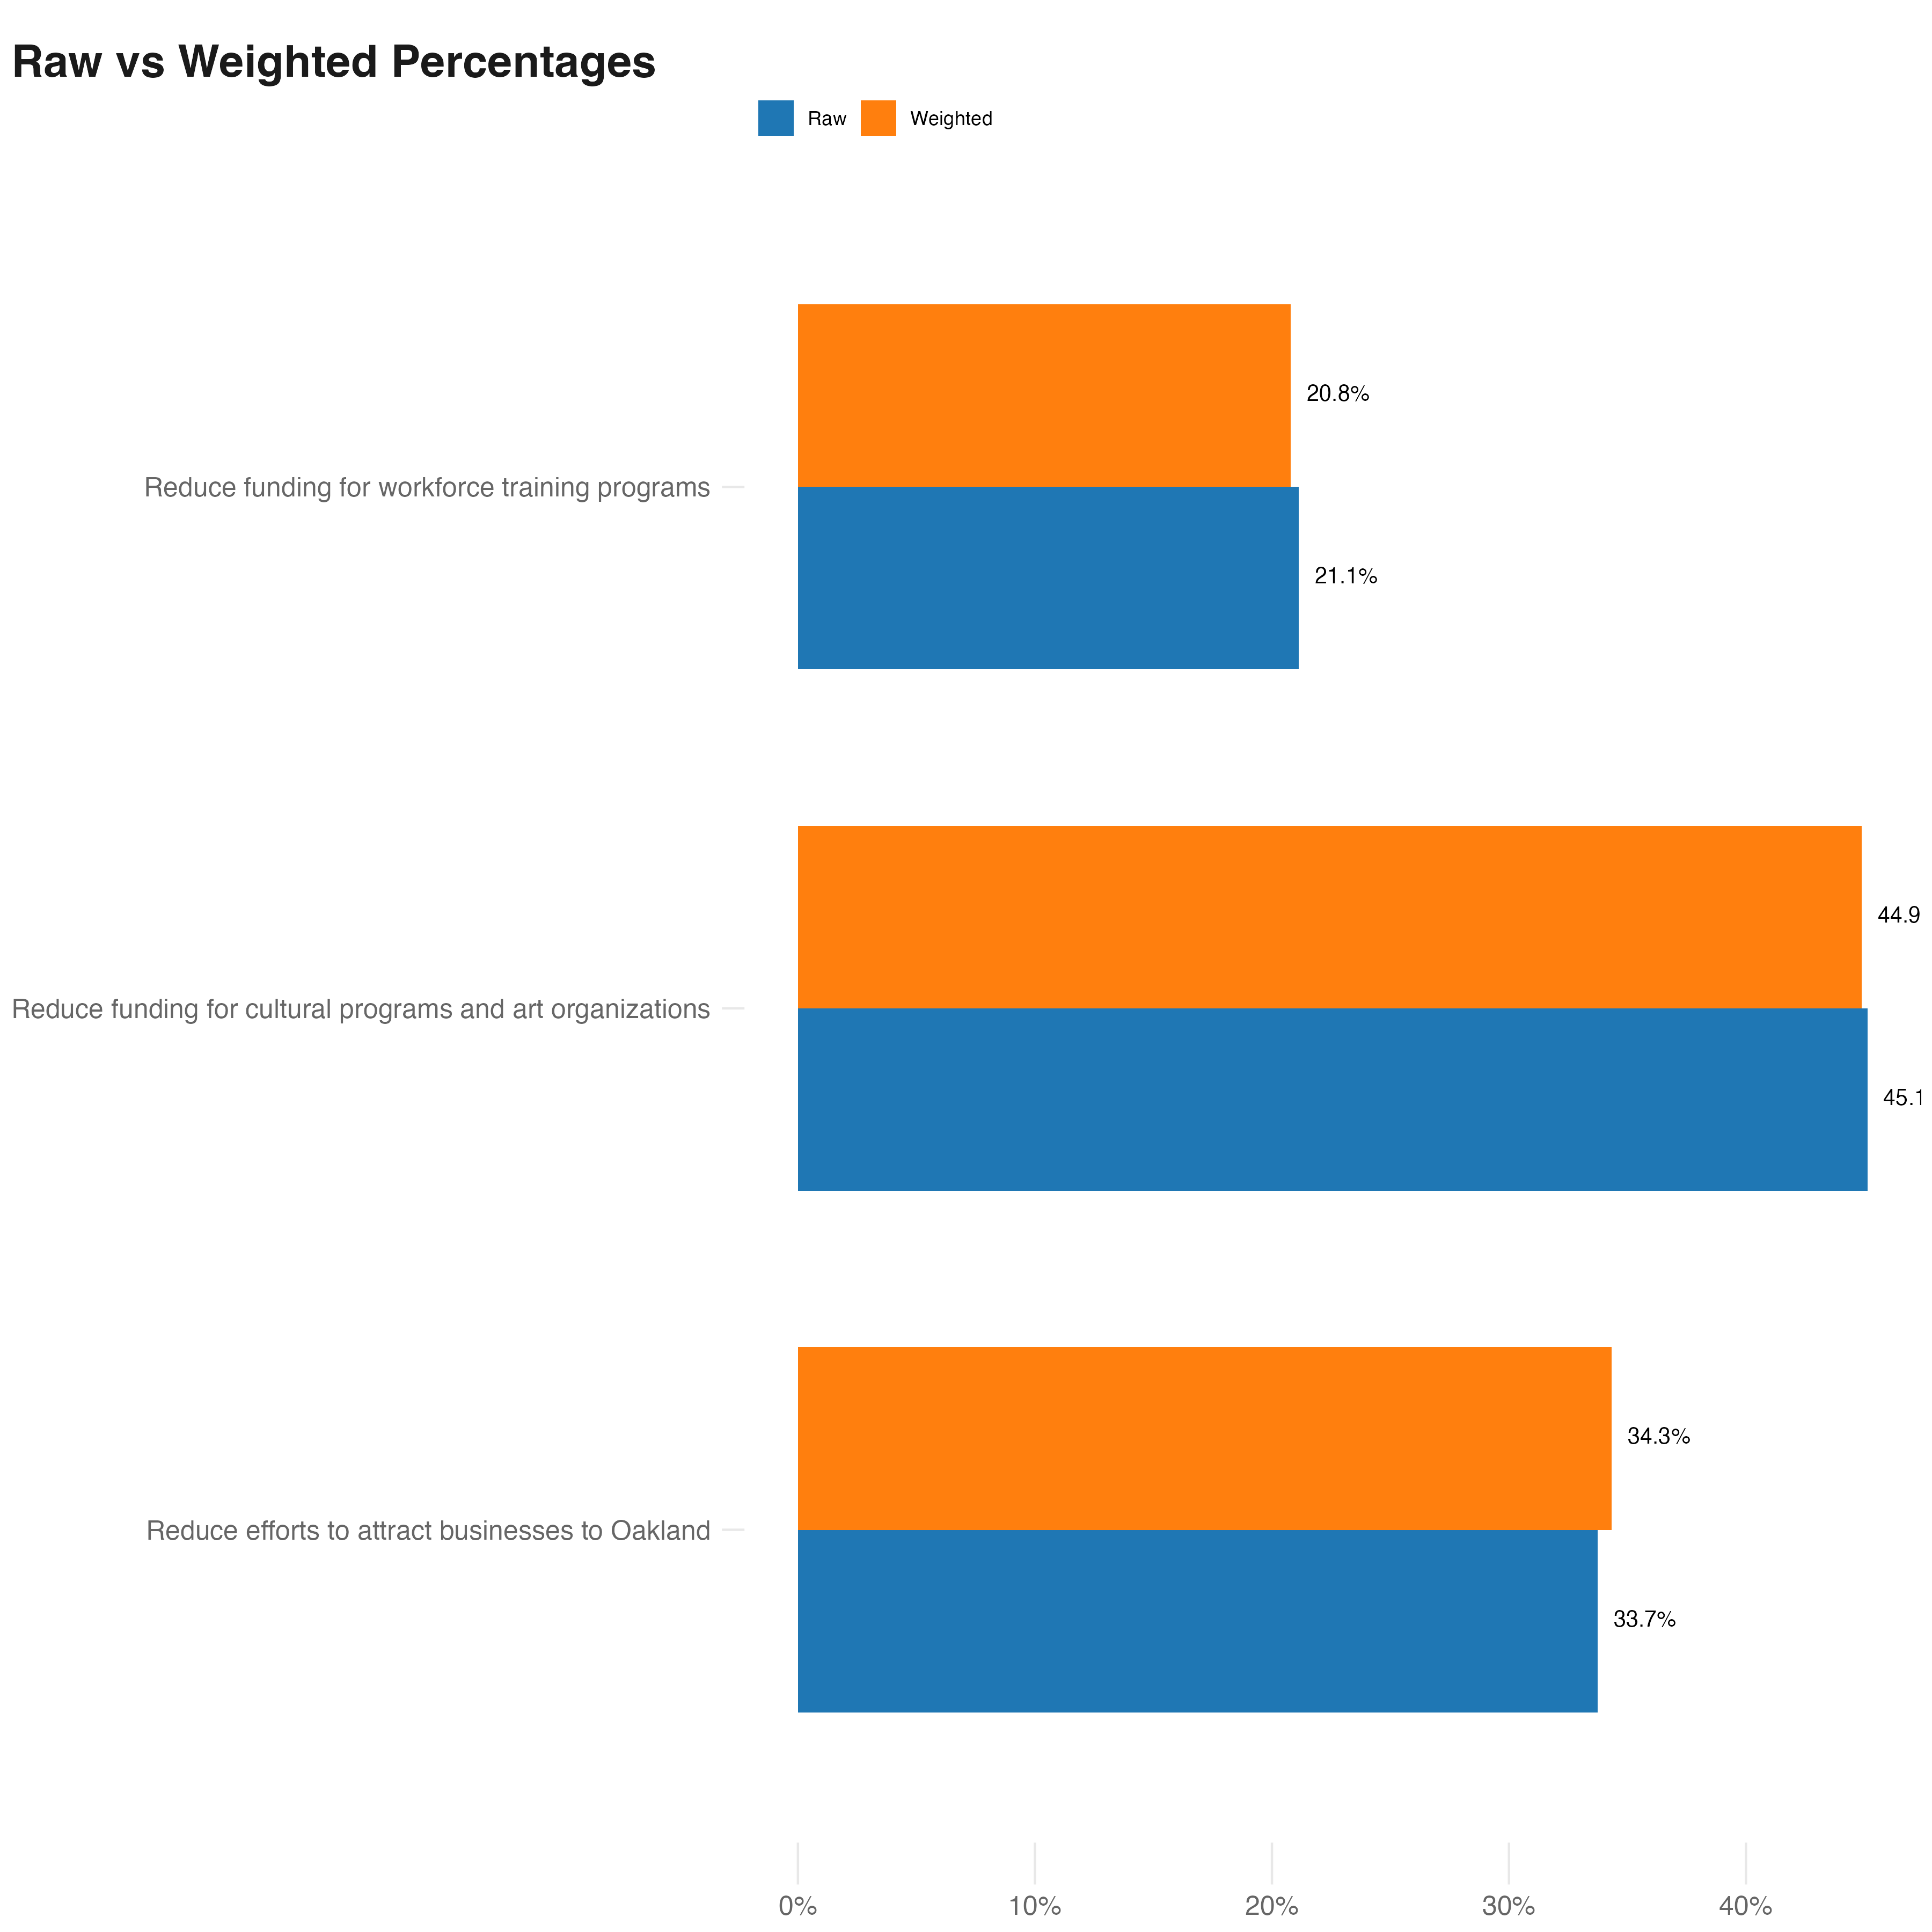 Raw vs Weighted Percentages
Raw Weighted
20.8%
Reduce funding for workforce training programs
21.1%
44.9
Reduce funding for cultural programs and art organizations
45.1
34.3%
Reduce efforts to attract businesses to Oakland
33.7%
0% 10% 20% 30% 40%